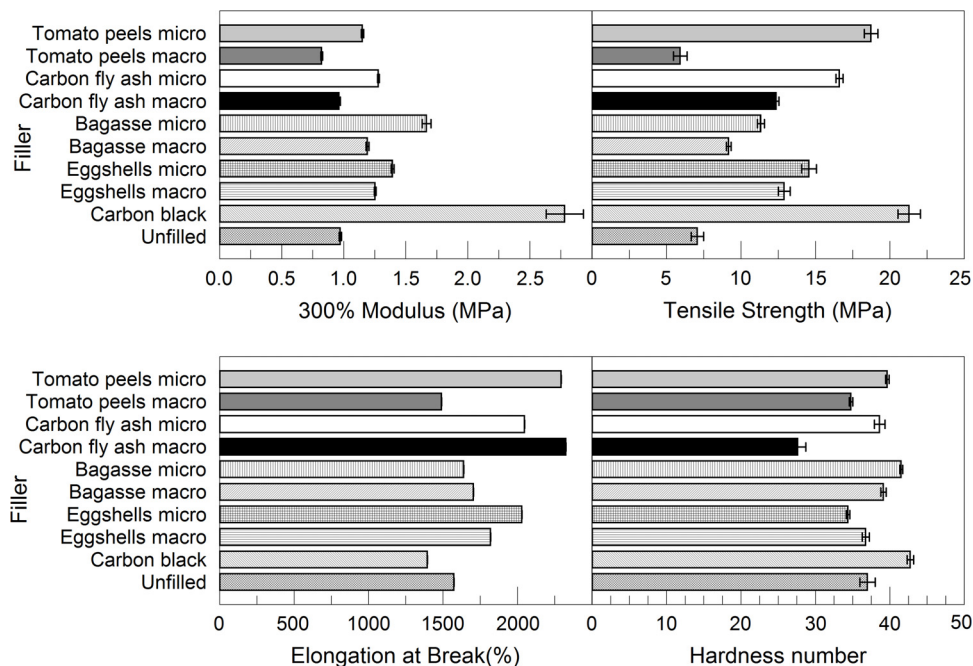 Filler
Tomato peels micro
Tomato peels macro
Carbon fly ash micro
Carbon fly ash macro
Bagasse micro
Bagasse macro
Eggshells micro
Eggshells macro
Carbon black
Unfilled
0.0 0.5 1.0 1.5 2.0 2.5
300% Modulus (MPa)
0 5 10 15 20 25
Tensile Strength (MPa)
Filler
Tomato peels micro
Tomato peels macro
Carbon fly ash micro
Carbon fly ash macro
Bagasse micro
Bagasse macro
Eggshells micro
Eggshells macro
Carbon black
Unfilled
0 500 1000 1500 2000
Elongation at Break(%)
0 10 20 30 40 50
Hardness number